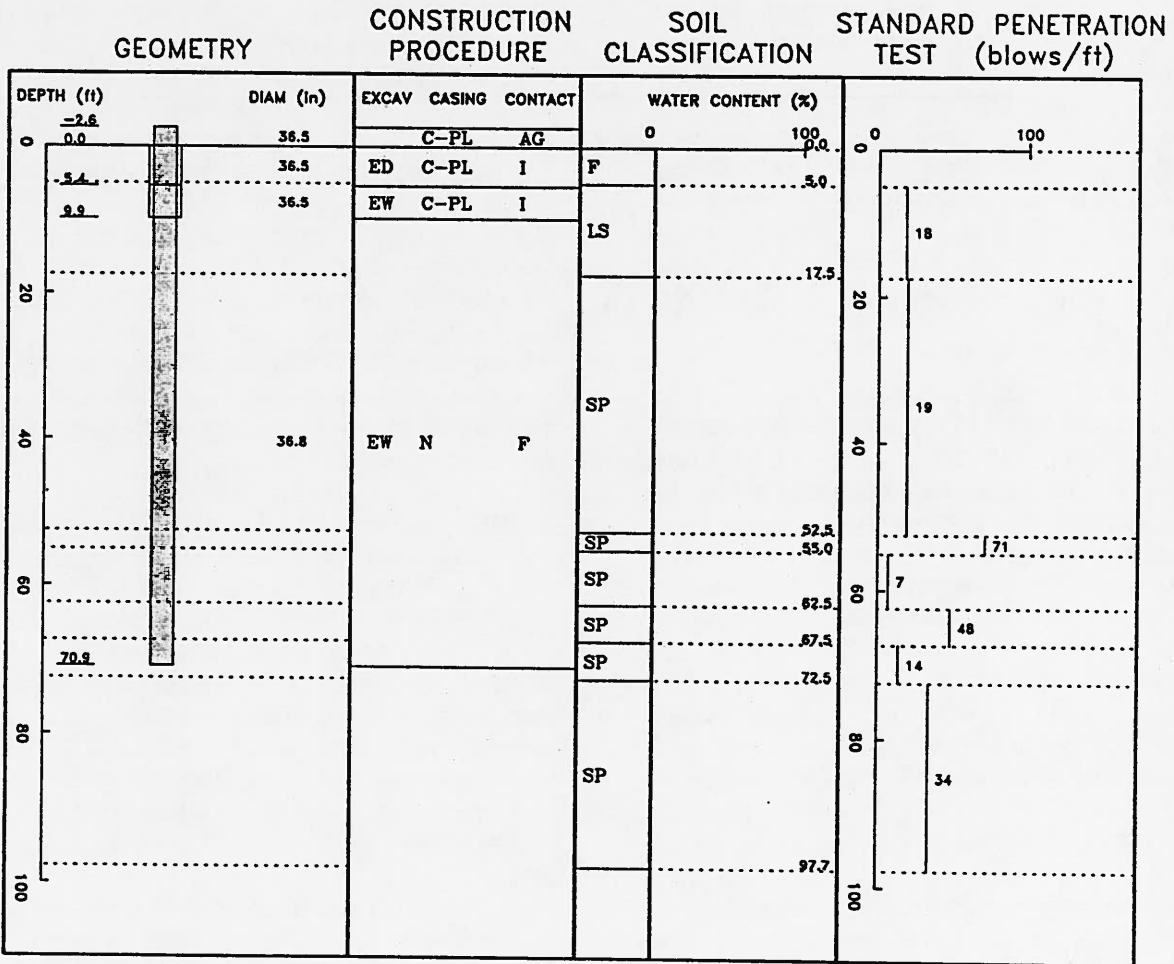 GEOMETRY
CONSTRUCTION
PROCEDURE
SOIL
CLASSIFICATION
STANDARD PENETRATION
TEST (blows/ft)
DEPTH (ft) DIAM (in)
EXCAV CASING CONTACT
WATER CONTENT (%)
0 100
0 100
-2.6
0.0 36.5
C-PL AG
0.0
5.4 36.5
ED C-PL I
F
5.0
9.9 36.5
EW C-PL I
LS
18
17.5
SP
19
36.8
EW N F
52.5
SP
71
55.0
SP
7
62.5
SP
48
67.5
SP
14
70.9
72.5
SP
34
97.7
0
20
40
60
80
100
0
20
40
60
80
100